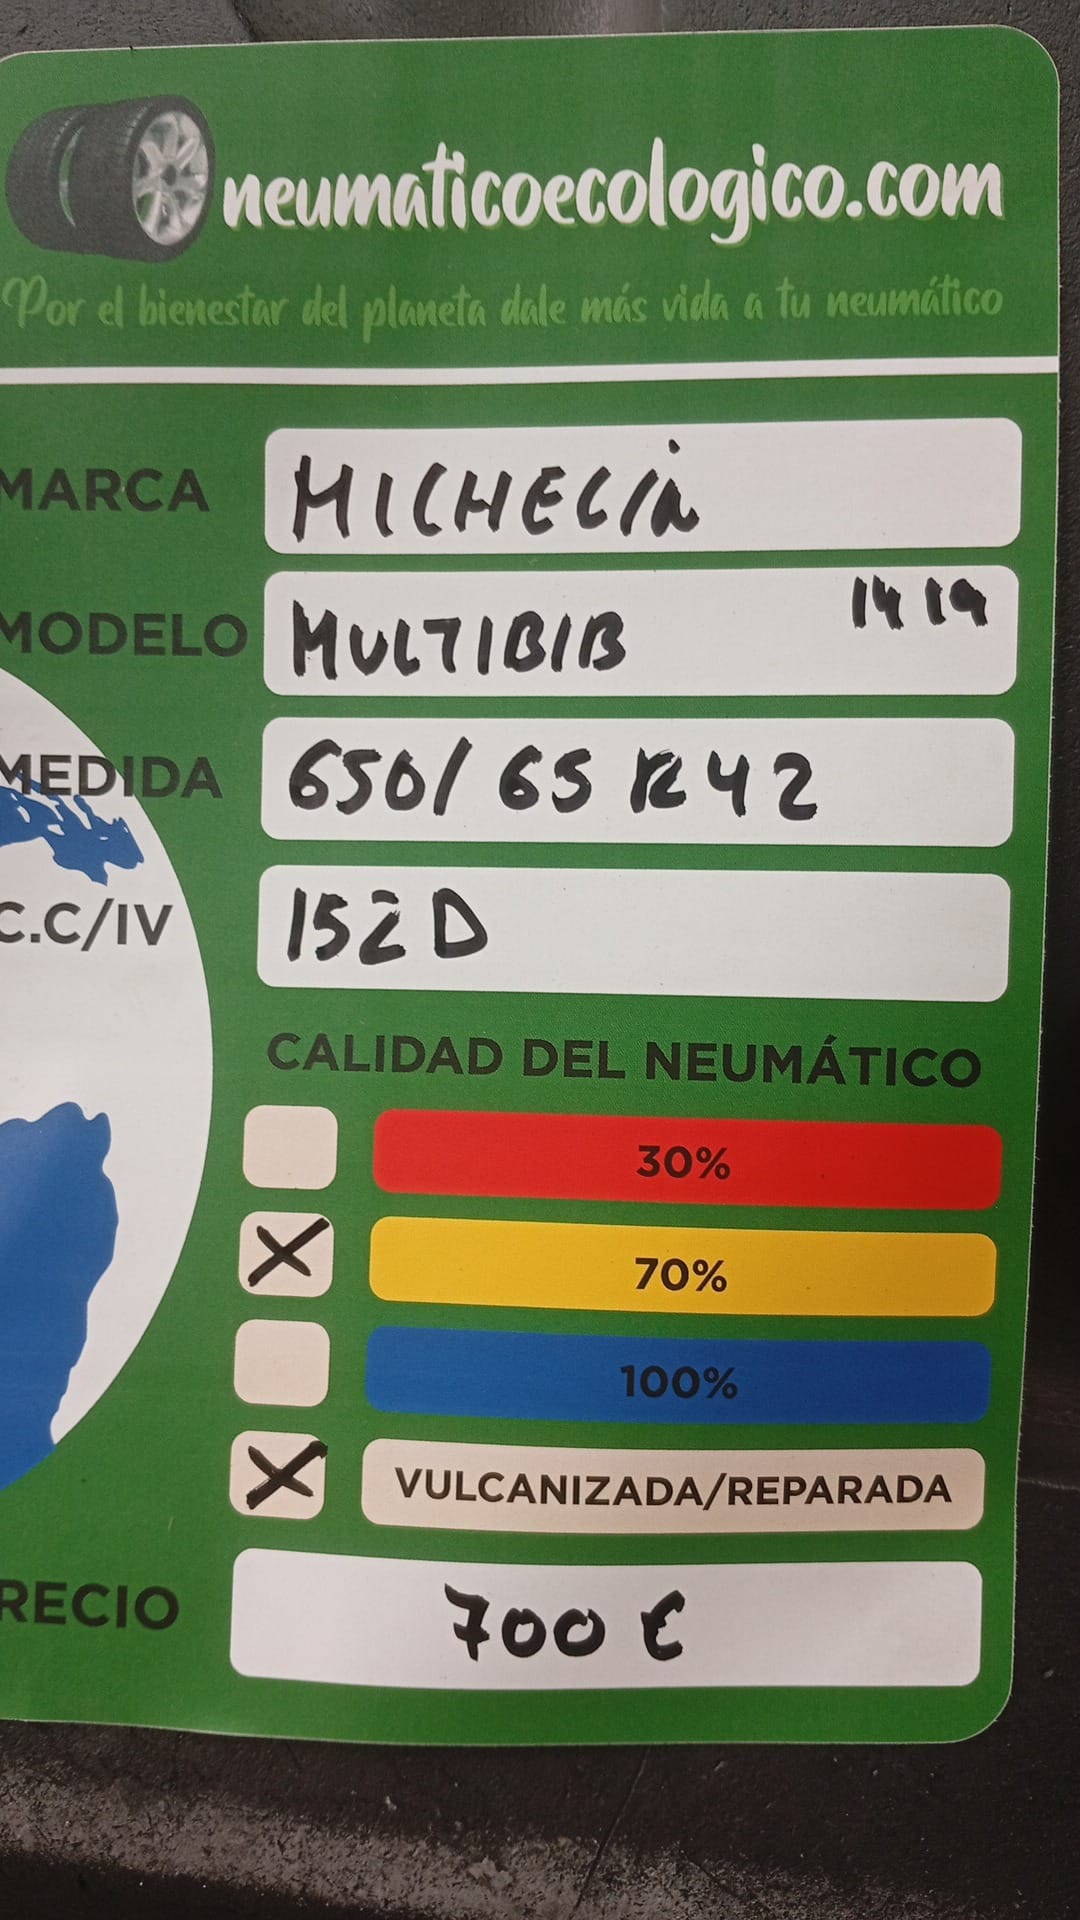 neumaticoecologico.com
Por el bienestar del planeta dale más vida a tu neumático
MARCA MICHELIN
MODELO MULTIBIB 1419
MEDIDA 650/65 R42
C.C/IV 152D
CALIDAD DEL NEUMÁTICO
30%
X 70%
100%
X VULCANIZADA/REPARADA
RECIO 700 €